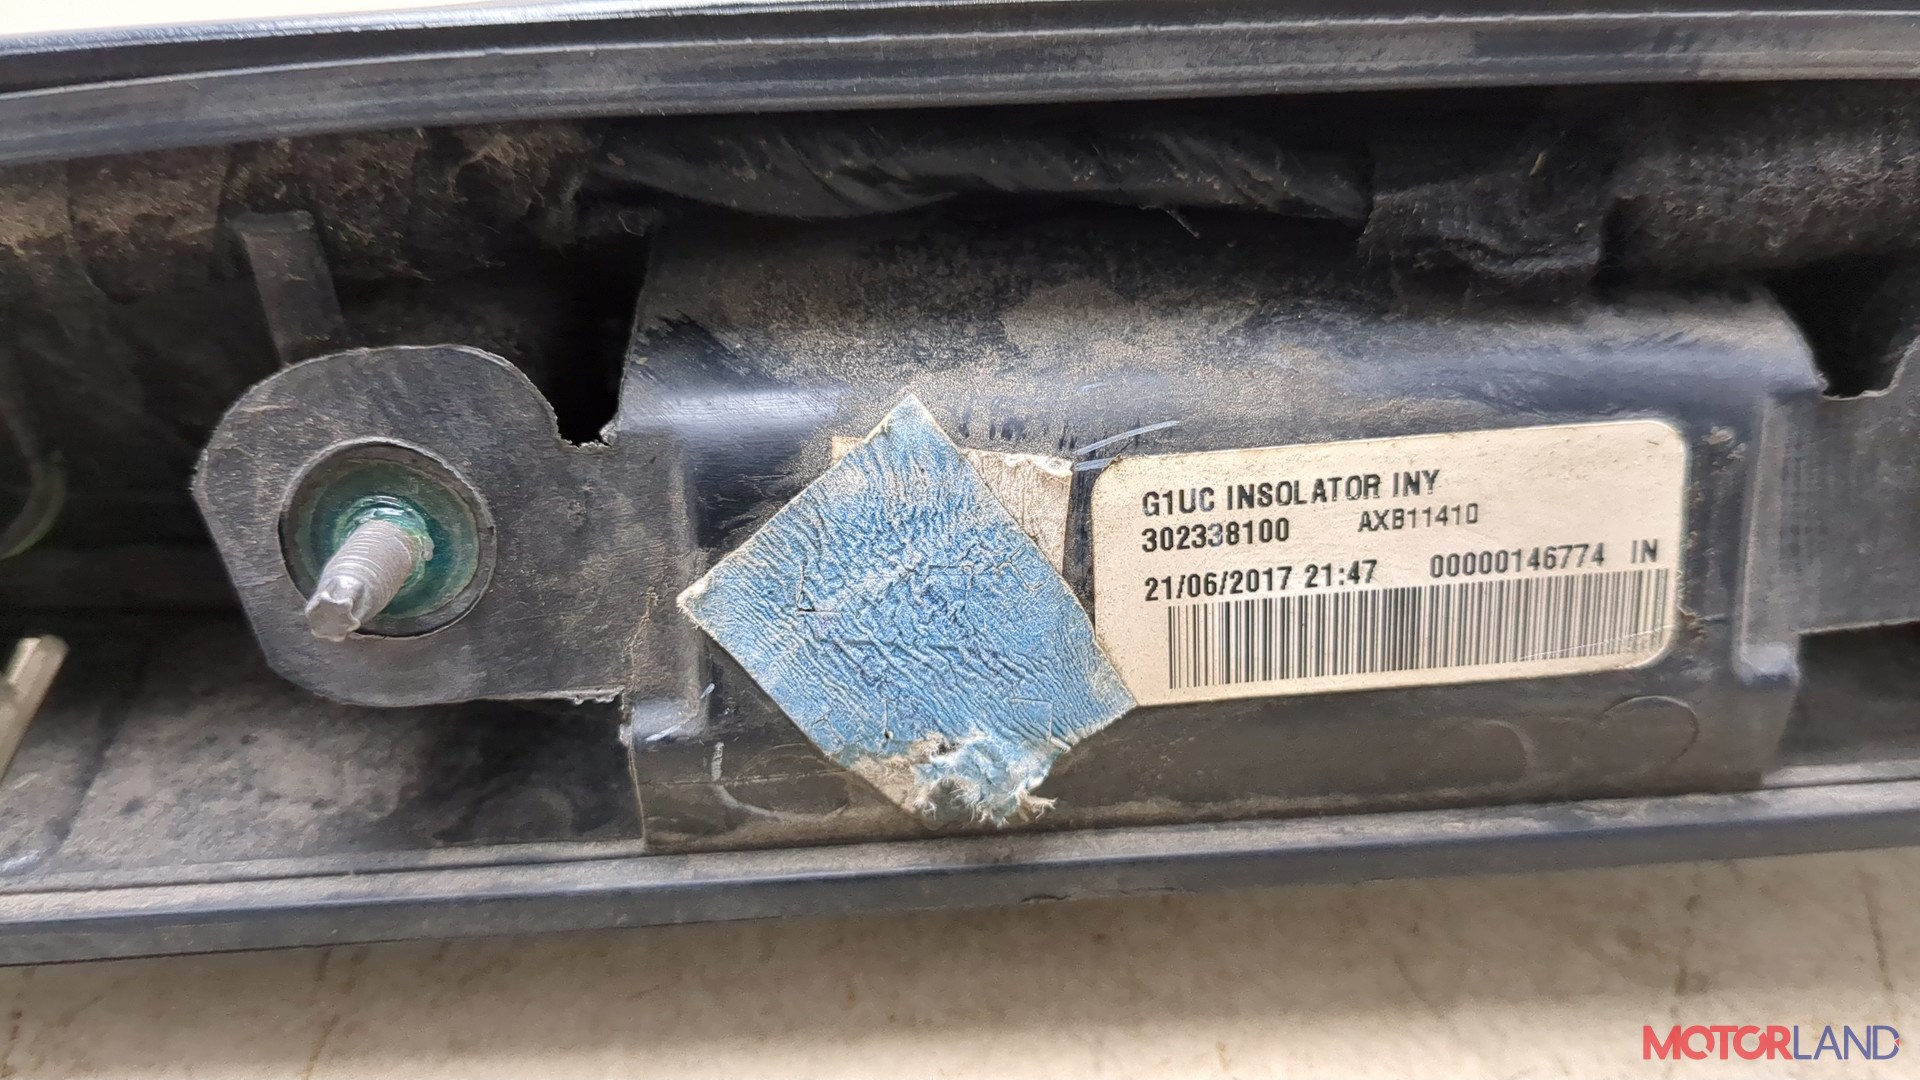 G1UC INSOLATOR INY
302338100 AXB11410
21/06/2017 21:47 00000146774 IN
MOTORLAND